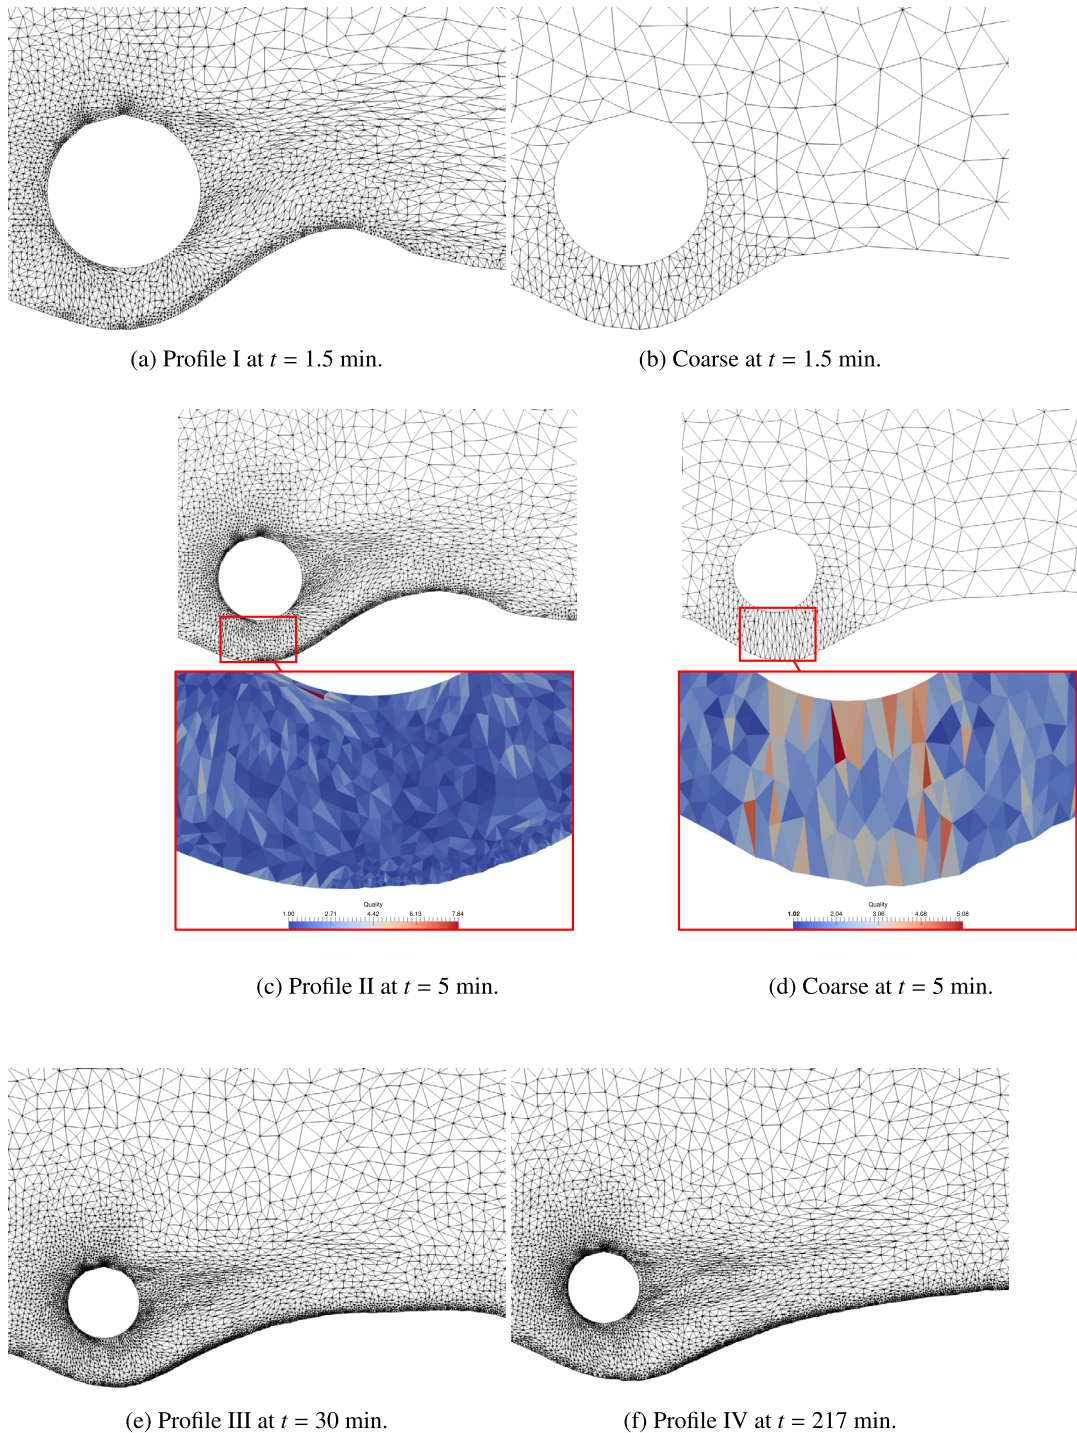 (a) Profile I at t = 1.5 min.
(b) Coarse at t = 1.5 min.
Quality
1.00 2.71 4.42 6.13 7.84
Quality
1.02 2.04 3.06 4.08 5.08
(c) Profile II at t = 5 min.
(d) Coarse at t = 5 min.
(e) Profile III at t = 30 min.
(f) Profile IV at t = 217 min.